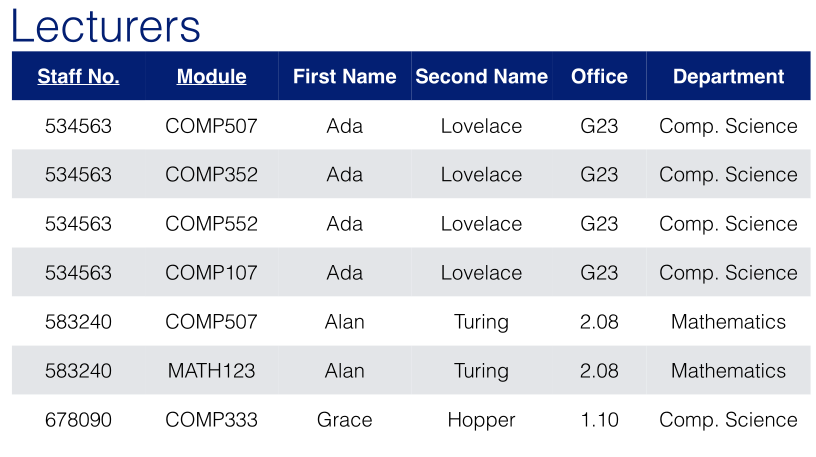 Lecturers
Staff No. Module First Name Second Name Office Department
534563 COMP507 Ada Lovelace G23 Comp. Science
534563 COMP352 Ada Lovelace G23 Comp. Science
534563 COMP552 Ada Lovelace G23 Comp. Science
534563 COMP107 Ada Lovelace G23 Comp. Science
583240 COMP507 Alan Turing 2.08 Mathematics
583240 MATH123 Alan Turing 2.08 Mathematics
678090 COMP333 Grace Hopper 1.10 Comp. Science